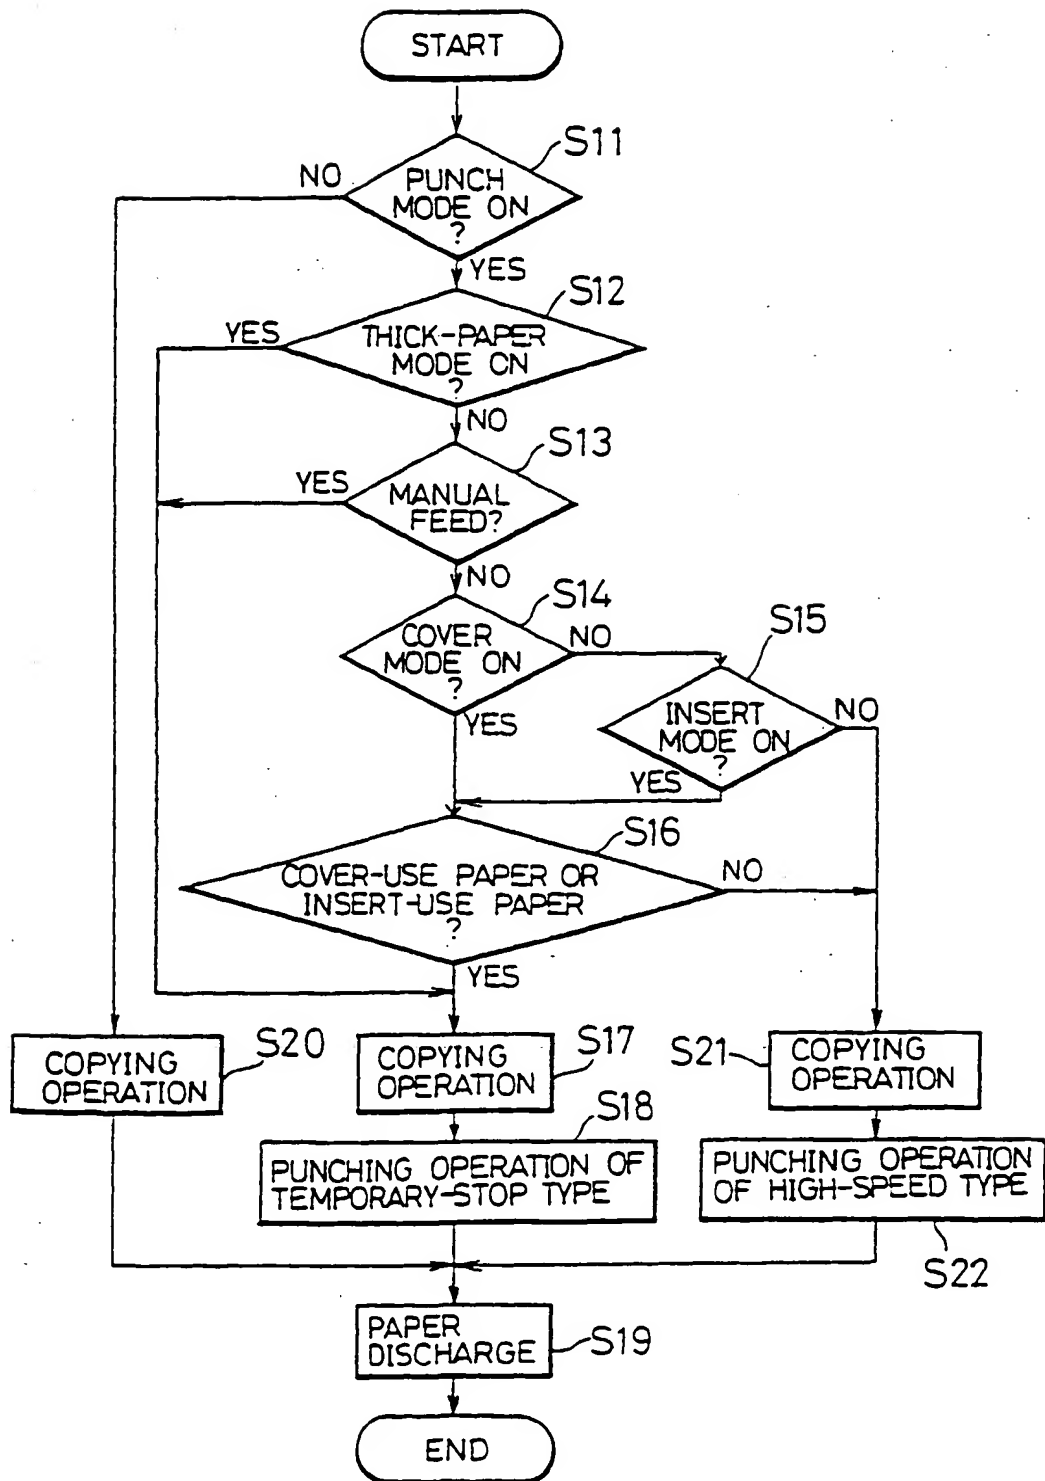 START
S11
NO
PUNCH
MODE ON
?
YES
S12
YES
THICK-PAPER
MODE CN
?
NO
S13
YES
MANUAL
FEED?
NO
S14
COVER
MODE ON
?
NO
S15
YES
INSERT
MODE ON
?
NO
YES
S16
COVER-USE PAPER OR
INSERT-USE PAPER
?
NO
YES
COPYING
OPERATION
S20
COPYING
OPERATION
S17
S21
COPYING
OPERATION
S18
PUNCHING OPERATION OF
TEMPORARY-STOP TYPE
PUNCHING OPERATION
OF HIGH-SPEED TYPE
S22
PAPER
DISCHARGE
S19
END